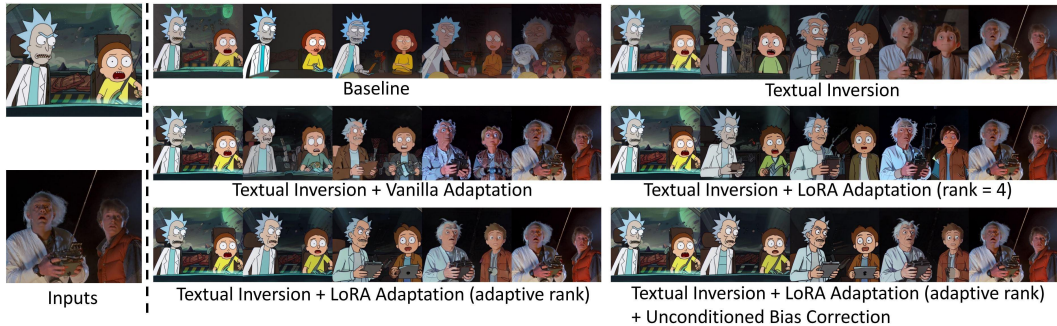 Baseline
Textual Inversion
Textual Inversion + Vanilla Adaptation
Textual Inversion + LoRA Adaptation (rank = 4)
Inputs
Textual Inversion + LoRA Adaptation (adaptive rank)
Textual Inversion + LoRA Adaptation (adaptive rank)
+ Unconditioned Bias Correction